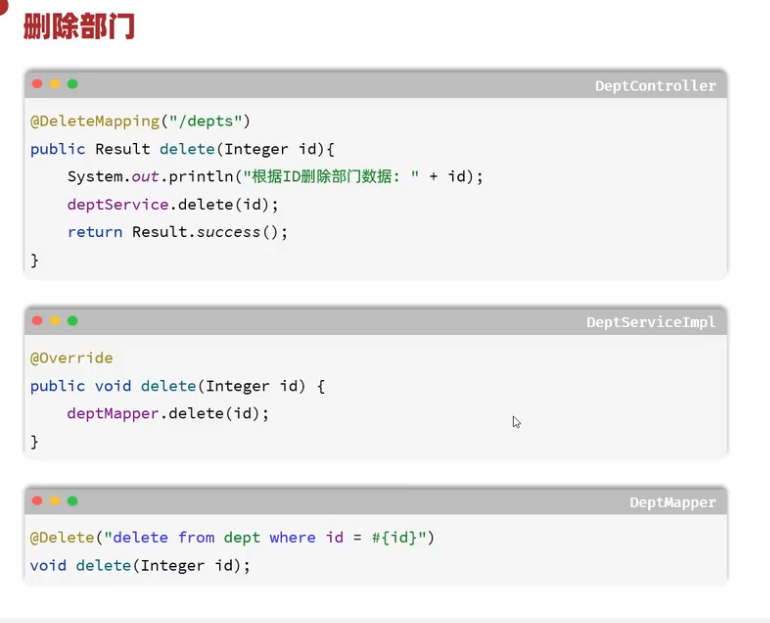 删除部门
DeptController
@DeleteMapping("/depts")
public Result delete(Integer id){
    System.out.println("根据ID删除部门数据: " + id);
    deptService.delete(id);
    return Result.success();
}
DeptServiceImpl
@Override
public void delete(Integer id) {
    deptMapper.delete(id);
}
DeptMapper
@Delete("delete from dept where id = #{id}")
void delete(Integer id);